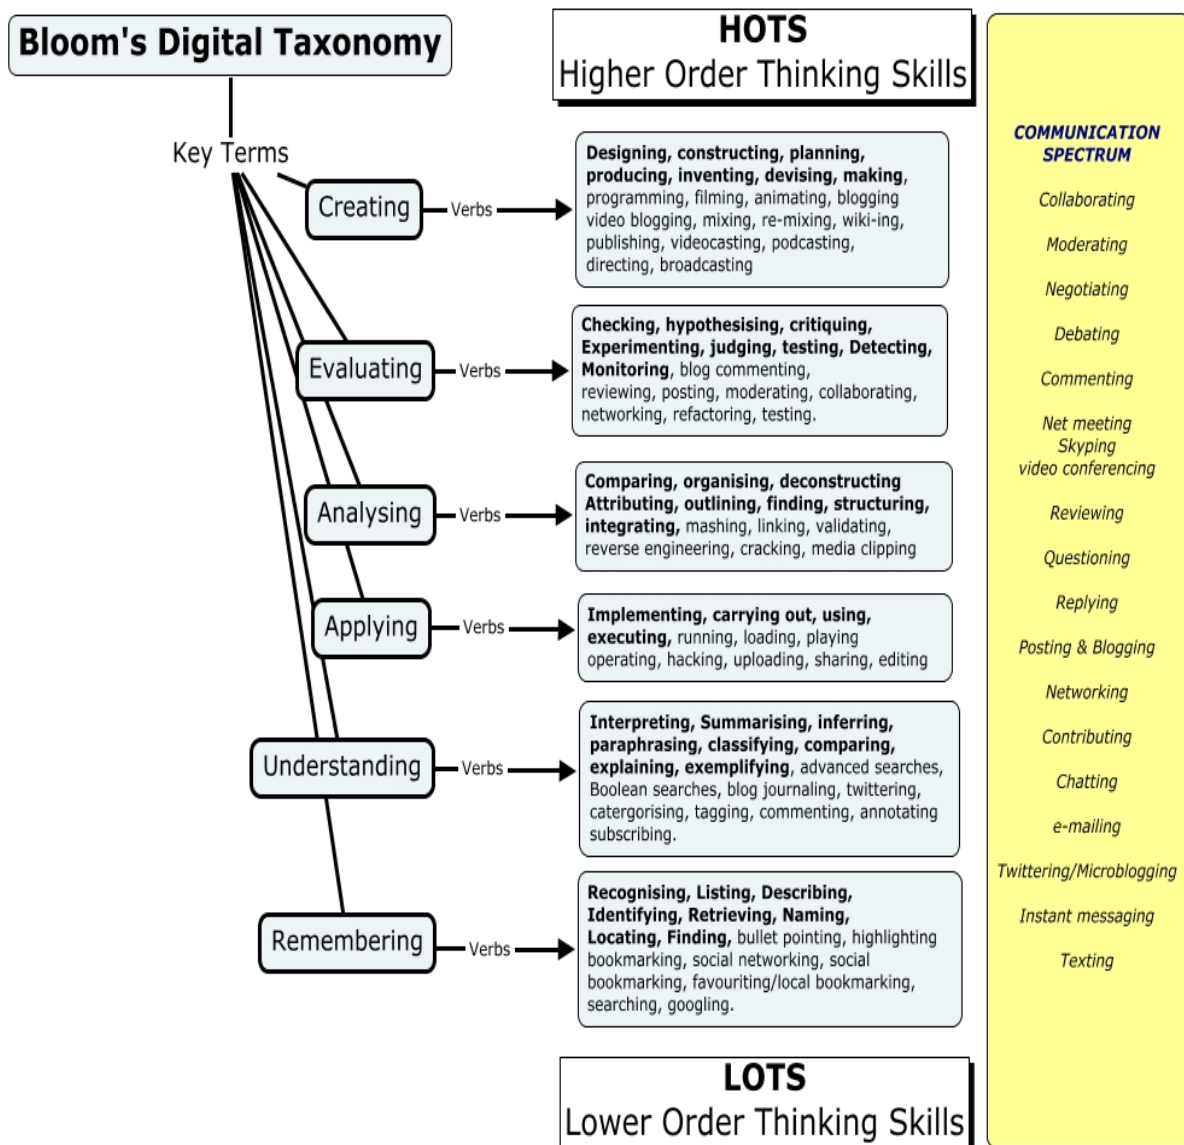 Bloom's Digital Taxonomy
HOTS
Higher Order Thinking Skills
Key Terms
Creating
Verbs
Designing, constructing, planning,
producing, inventing, devising, making,
programming, filming, animating, blogging
video blogging, mixing, re-mixing, wiki-ing,
publishing, videocasting, podcasting,
directing, broadcasting
Evaluating
Verbs
Checking, hypothesising, critiquing,
Experimenting, judging, testing, Detecting,
Monitoring, blog commenting,
reviewing, posting, moderating, collaborating,
networking, refactoring, testing.
Analysing
Verbs
Comparing, organising, deconstructing
Attributing, outlining, finding, structuring,
integrating, mashing, linking, validating,
reverse engineering, cracking, media clipping
Applying
Verbs
Implementing, carrying out, using,
executing, running, loading, playing
operating, hacking, uploading, sharing, editing
Understanding
Verbs
Interpreting, Summarising, inferring,
paraphrasing, classifying, comparing,
explaining, exemplifying, advanced searches,
Boolean searches, blog journaling, twittering,
catergorising, tagging, commenting, annotating
subscribing.
Remembering
Verbs
Recognising, Listing, Describing,
Identifying, Retrieving, Naming,
Locating, Finding, bullet pointing, highlighting
bookmarking, social networking, social
bookmarking, favouriting/local bookmarking,
searching, googling.
LOTS
Lower Order Thinking Skills
COMMUNICATION
SPECTRUM
Collaborating
Moderating
Negotiating
Debating
Commenting
Net meeting
Skyping
video conferencing
Reviewing
Questioning
Replying
Posting & Blogging
Networking
Contributing
Chatting
e-mailing
Twittering/Microblogging
Instant messaging
Texting